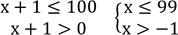 x + 1 ≤ 100 { x ≤ 99
x + 1 > 0 { x > −1